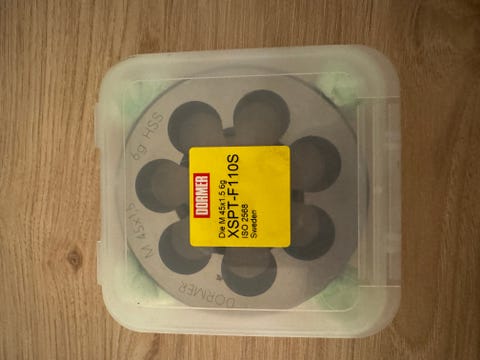 DORMER
Die M 45x1.5 6g
XSPT-F110S
ISO 2568
Sweden
6g HSS
M 45x1.5
DORMER